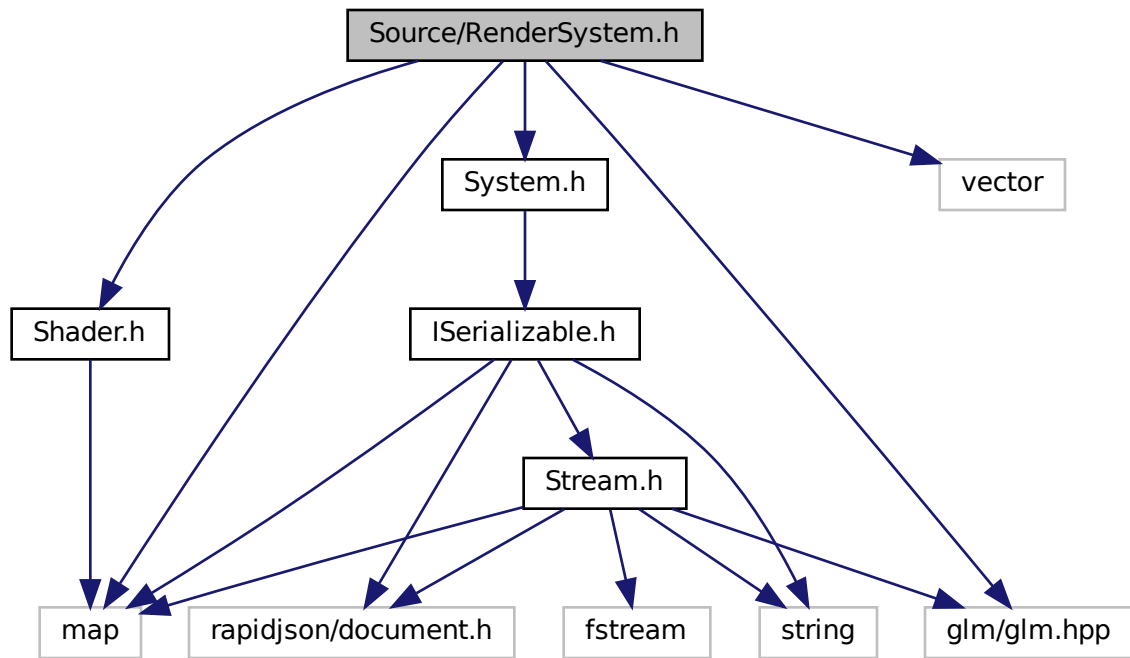 Source/RenderSystem.h
System.h
vector
Shader.h
ISerializable.h
Stream.h
map
rapidjson/document.h
fstream
string
glm/glm.hpp